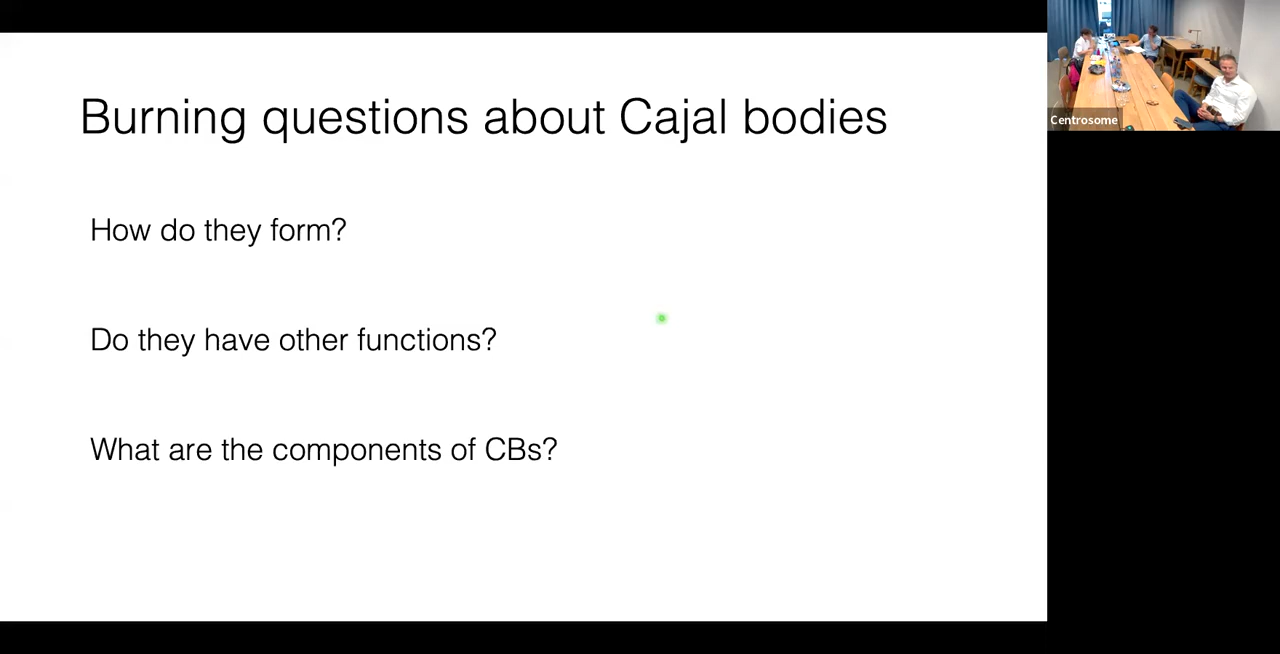 Burning questions about Cajal bodies
Centrosome
How do they form?
Do they have other functions?
What are the components of CBs?